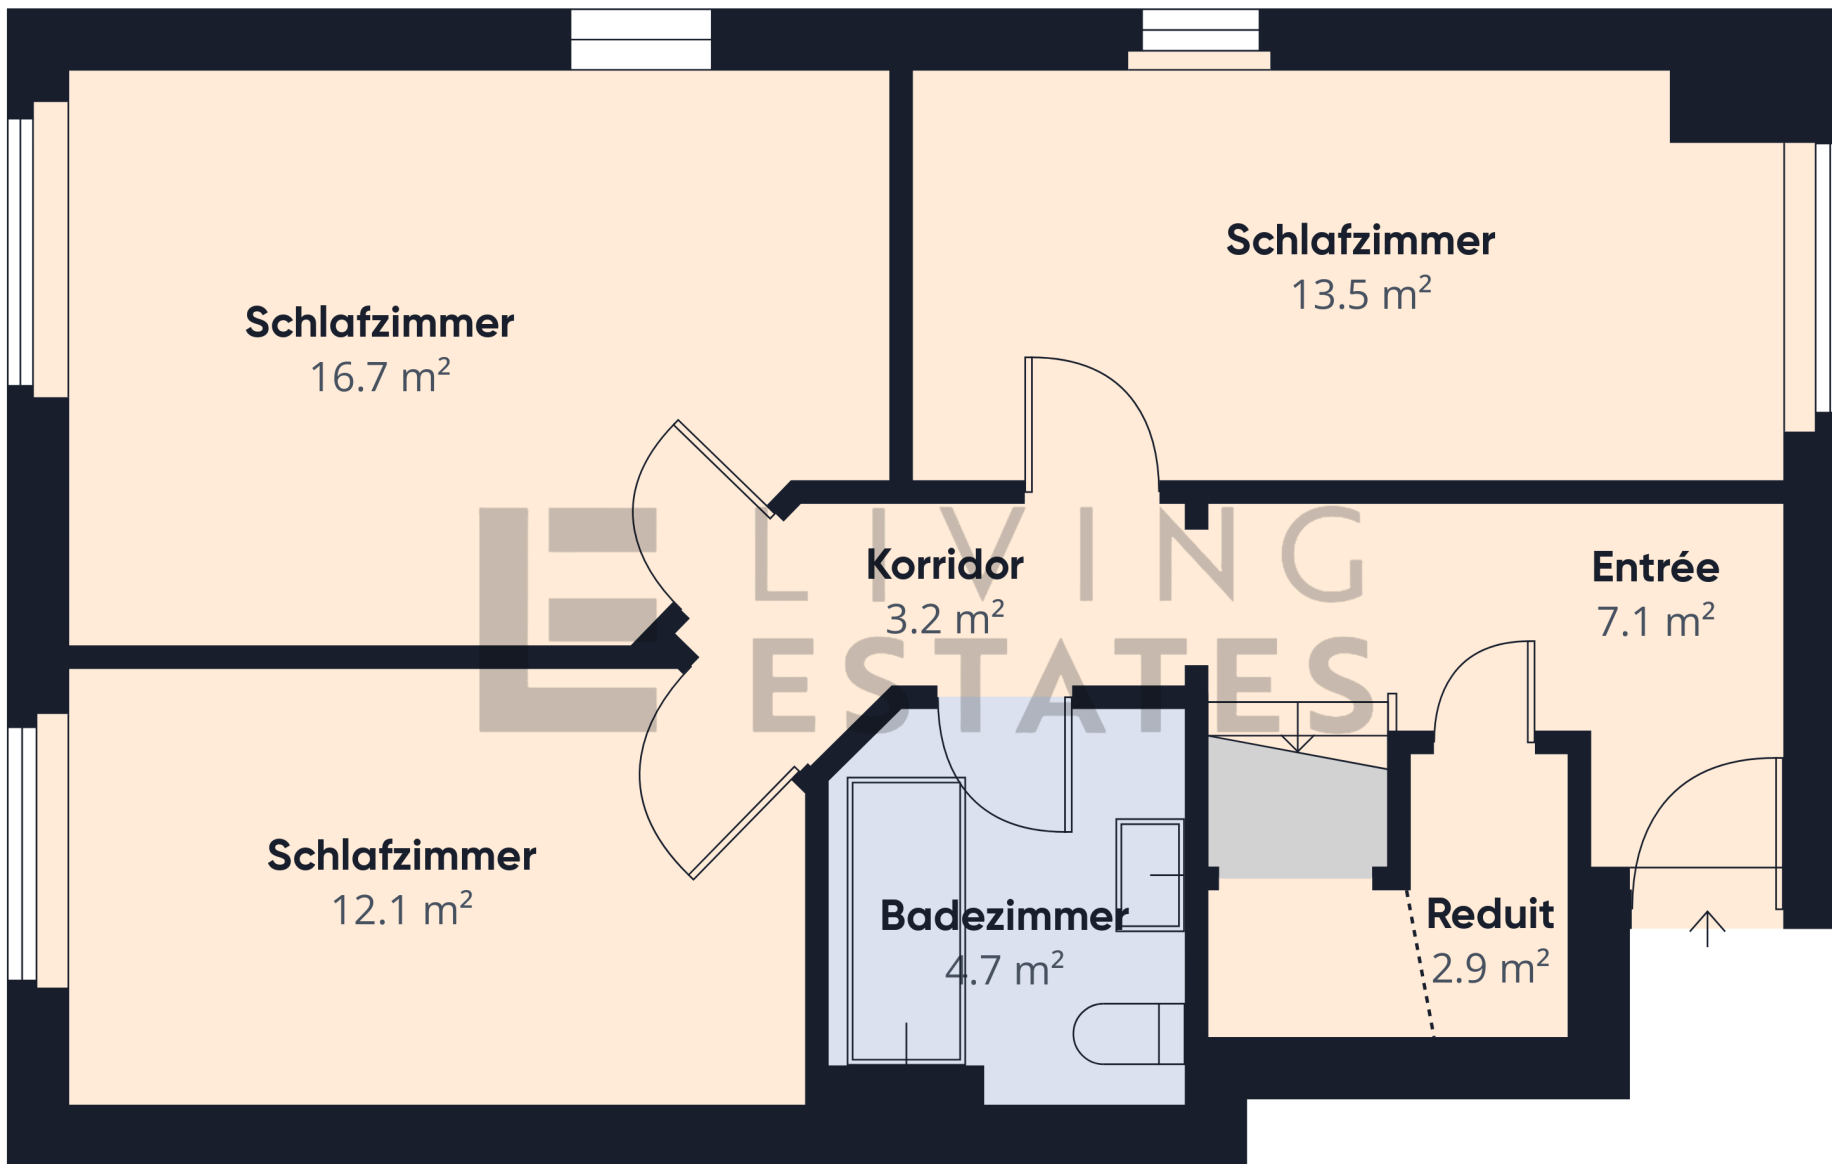 Schlafzimmer
16.7 m²
Schlafzimmer
13.5 m²
LIVING
ESTATES
Korridor
3.2 m²
Entrée
7.1 m²
Schlafzimmer
12.1 m²
Badezimmer
4.7 m²
Reduit
2.9 m²